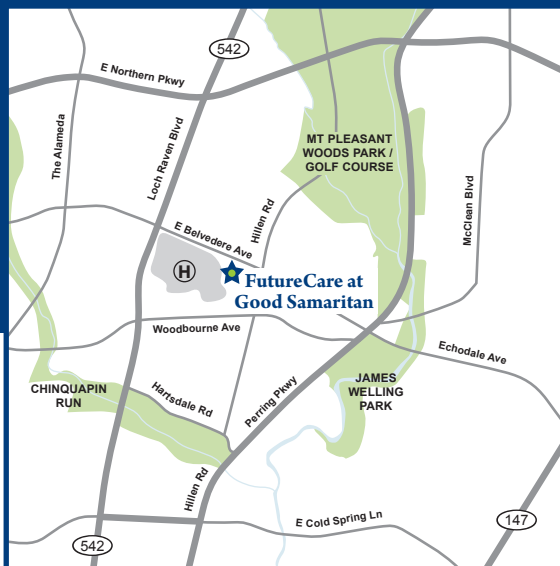 542
E Northern Pkwy
The Alameda
Loch Raven Blvd
MT PLEASANT
WOODS PARK /
GOLF COURSE
McClean Blvd
Hillen Rd
E Belvedere Ave
H
FutureCare at
Good Samaritan
Woodbourne Ave
Echodale Ave
CHINQUAPIN
RUN
Hartsdale Rd
JAMES
WELLING
PARK
Perring Pkwy
Hillen Rd
E Cold Spring Ln
147
542